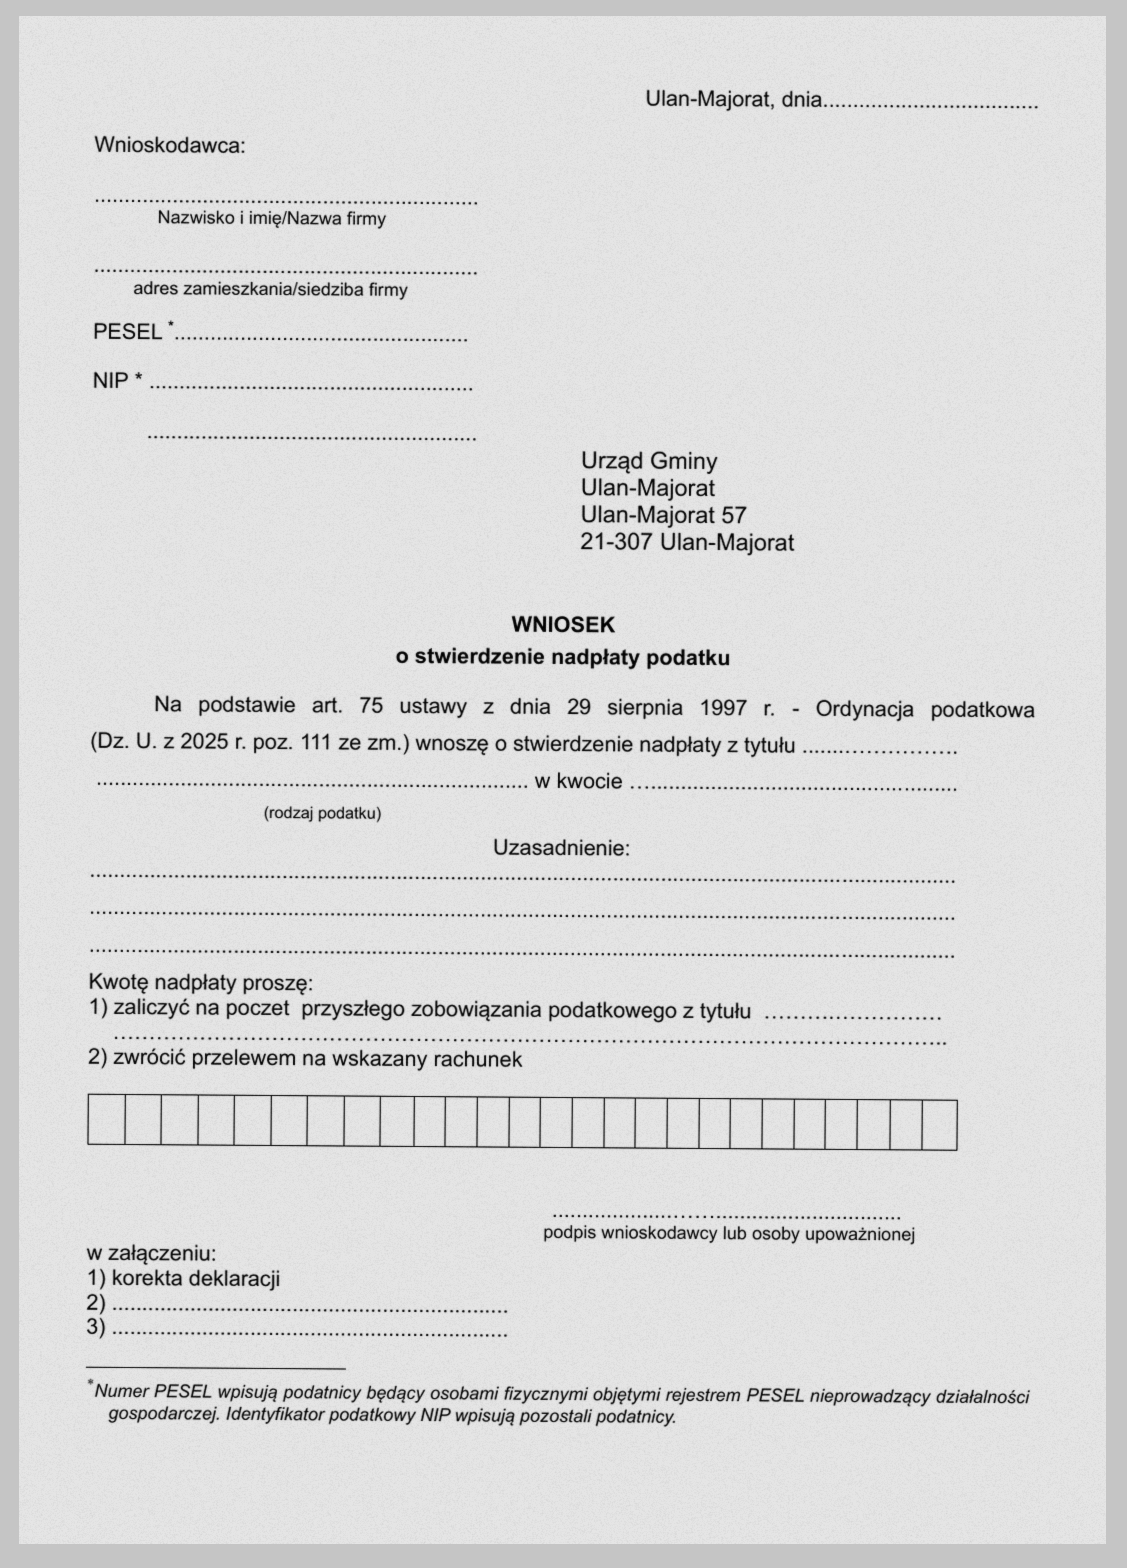 Ulan-Majorat, dnia....................................
Wnioskodawca:
................................................................
Nazwisko i imię/Nazwa firmy
................................................................
adres zamieszkania/siedziba firmy
PESEL *.................................................
NIP * ......................................................
.......................................................
Urząd Gminy
Ulan-Majorat
Ulan-Majorat 57
21-307 Ulan-Majorat
WNIOSEK
o stwierdzenie nadpłaty podatku
Na podstawie art. 75 ustawy z dnia 29 sierpnia 1997 r. - Ordynacja podatkowa
(Dz. U. z 2025 r. poz. 111 ze zm.) wnoszę o stwierdzenie nadpłaty z tytułu ..........................
........................................................................ w kwocie .......................................................
(rodzaj podatku)
Uzasadnienie:
................................................................................................................................................
................................................................................................................................................
................................................................................................................................................
Kwotę nadpłaty proszę:
1) zaliczyć na poczet przyszłego zobowiązania podatkowego z tytułu ..........................
................................................................................................................................
2) zwrócić przelewem na wskazany rachunek
..........................................................
podpis wnioskodawcy lub osoby upoważnionej
w załączeniu:
1) korekta deklaracji
2) ..................................................................
3) ..................................................................
*Numer PESEL wpisują podatnicy będący osobami fizycznymi objętymi rejestrem PESEL nieprowadzący działalności
gospodarczej. Identyfikator podatkowy NIP wpisują pozostali podatnicy.